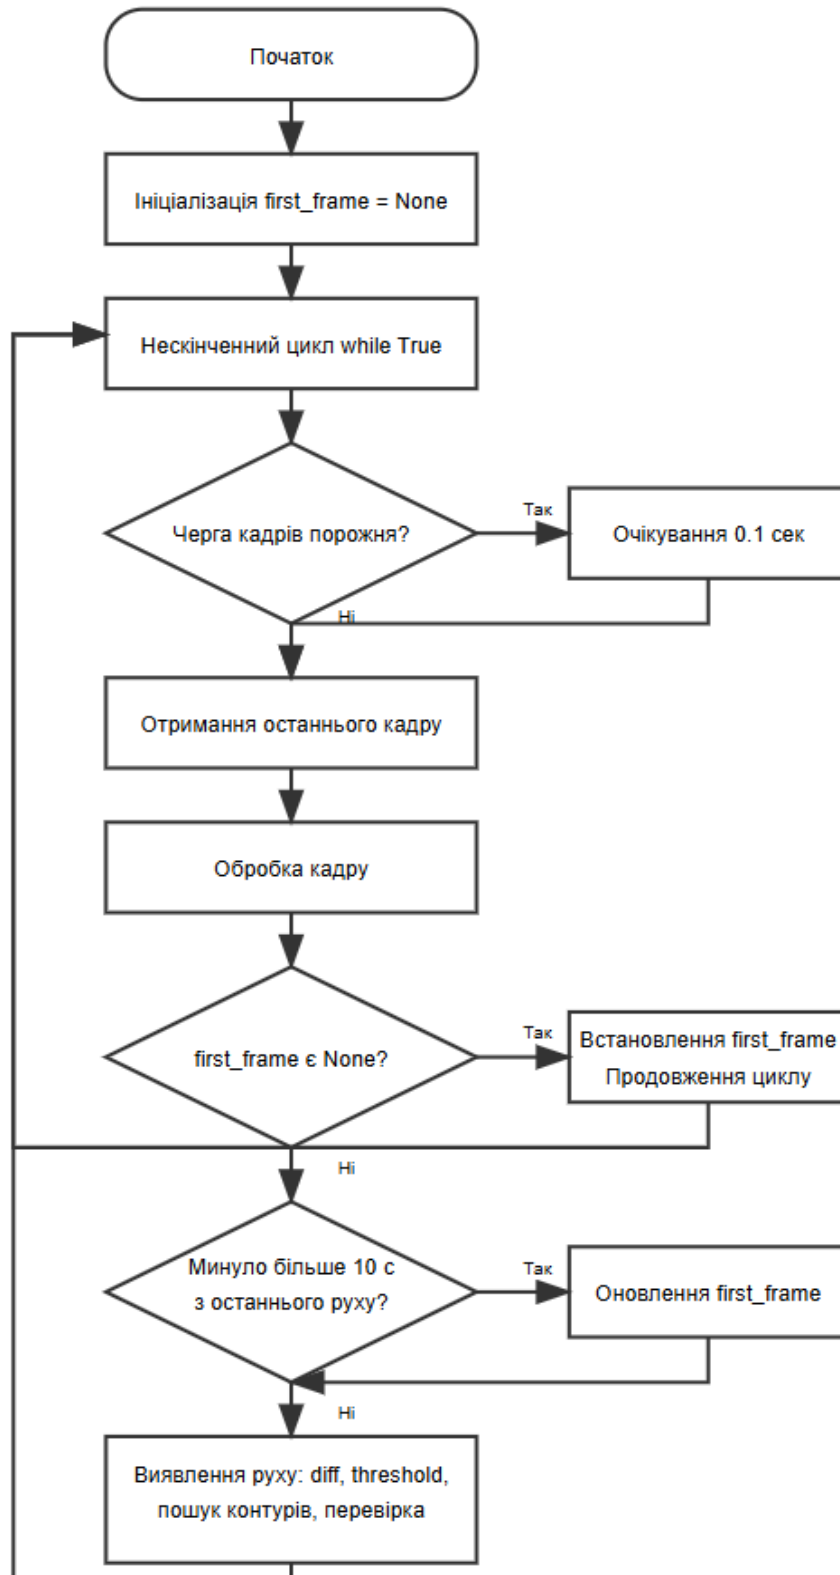 Початок
Ініціалізація first_frame = None
Нескінченний цикл while True
Черга кадрів порожня?
Так
Очікування 0.1 сек
Ні
Отримання останнього кадру
Обробка кадру
first_frame є None?
Так
Встановлення first_frame
Продовження циклу
Ні
Минуло більше 10 с
з останнього руху?
Так
Оновлення first_frame
Ні
Виявлення руху: diff, threshold,
пошук контурів, перевірка